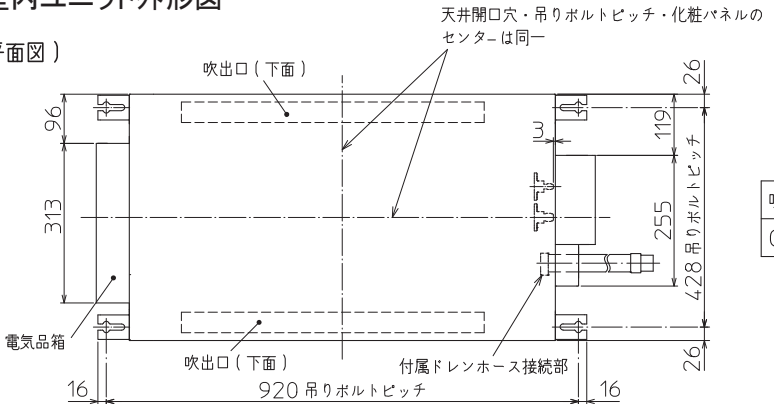 室内ユニット外形図
天井開口穴・吊りボルトピッチ・化粧パネルの
センターは同一
平面図)
吹出口(下面)
26
96
3
119
313
255
428 吊りボルトピッチ
電気品箱
吹出口(下面)
付属ドレンホース接続部
26
16
920 吊りボルトピッチ
16